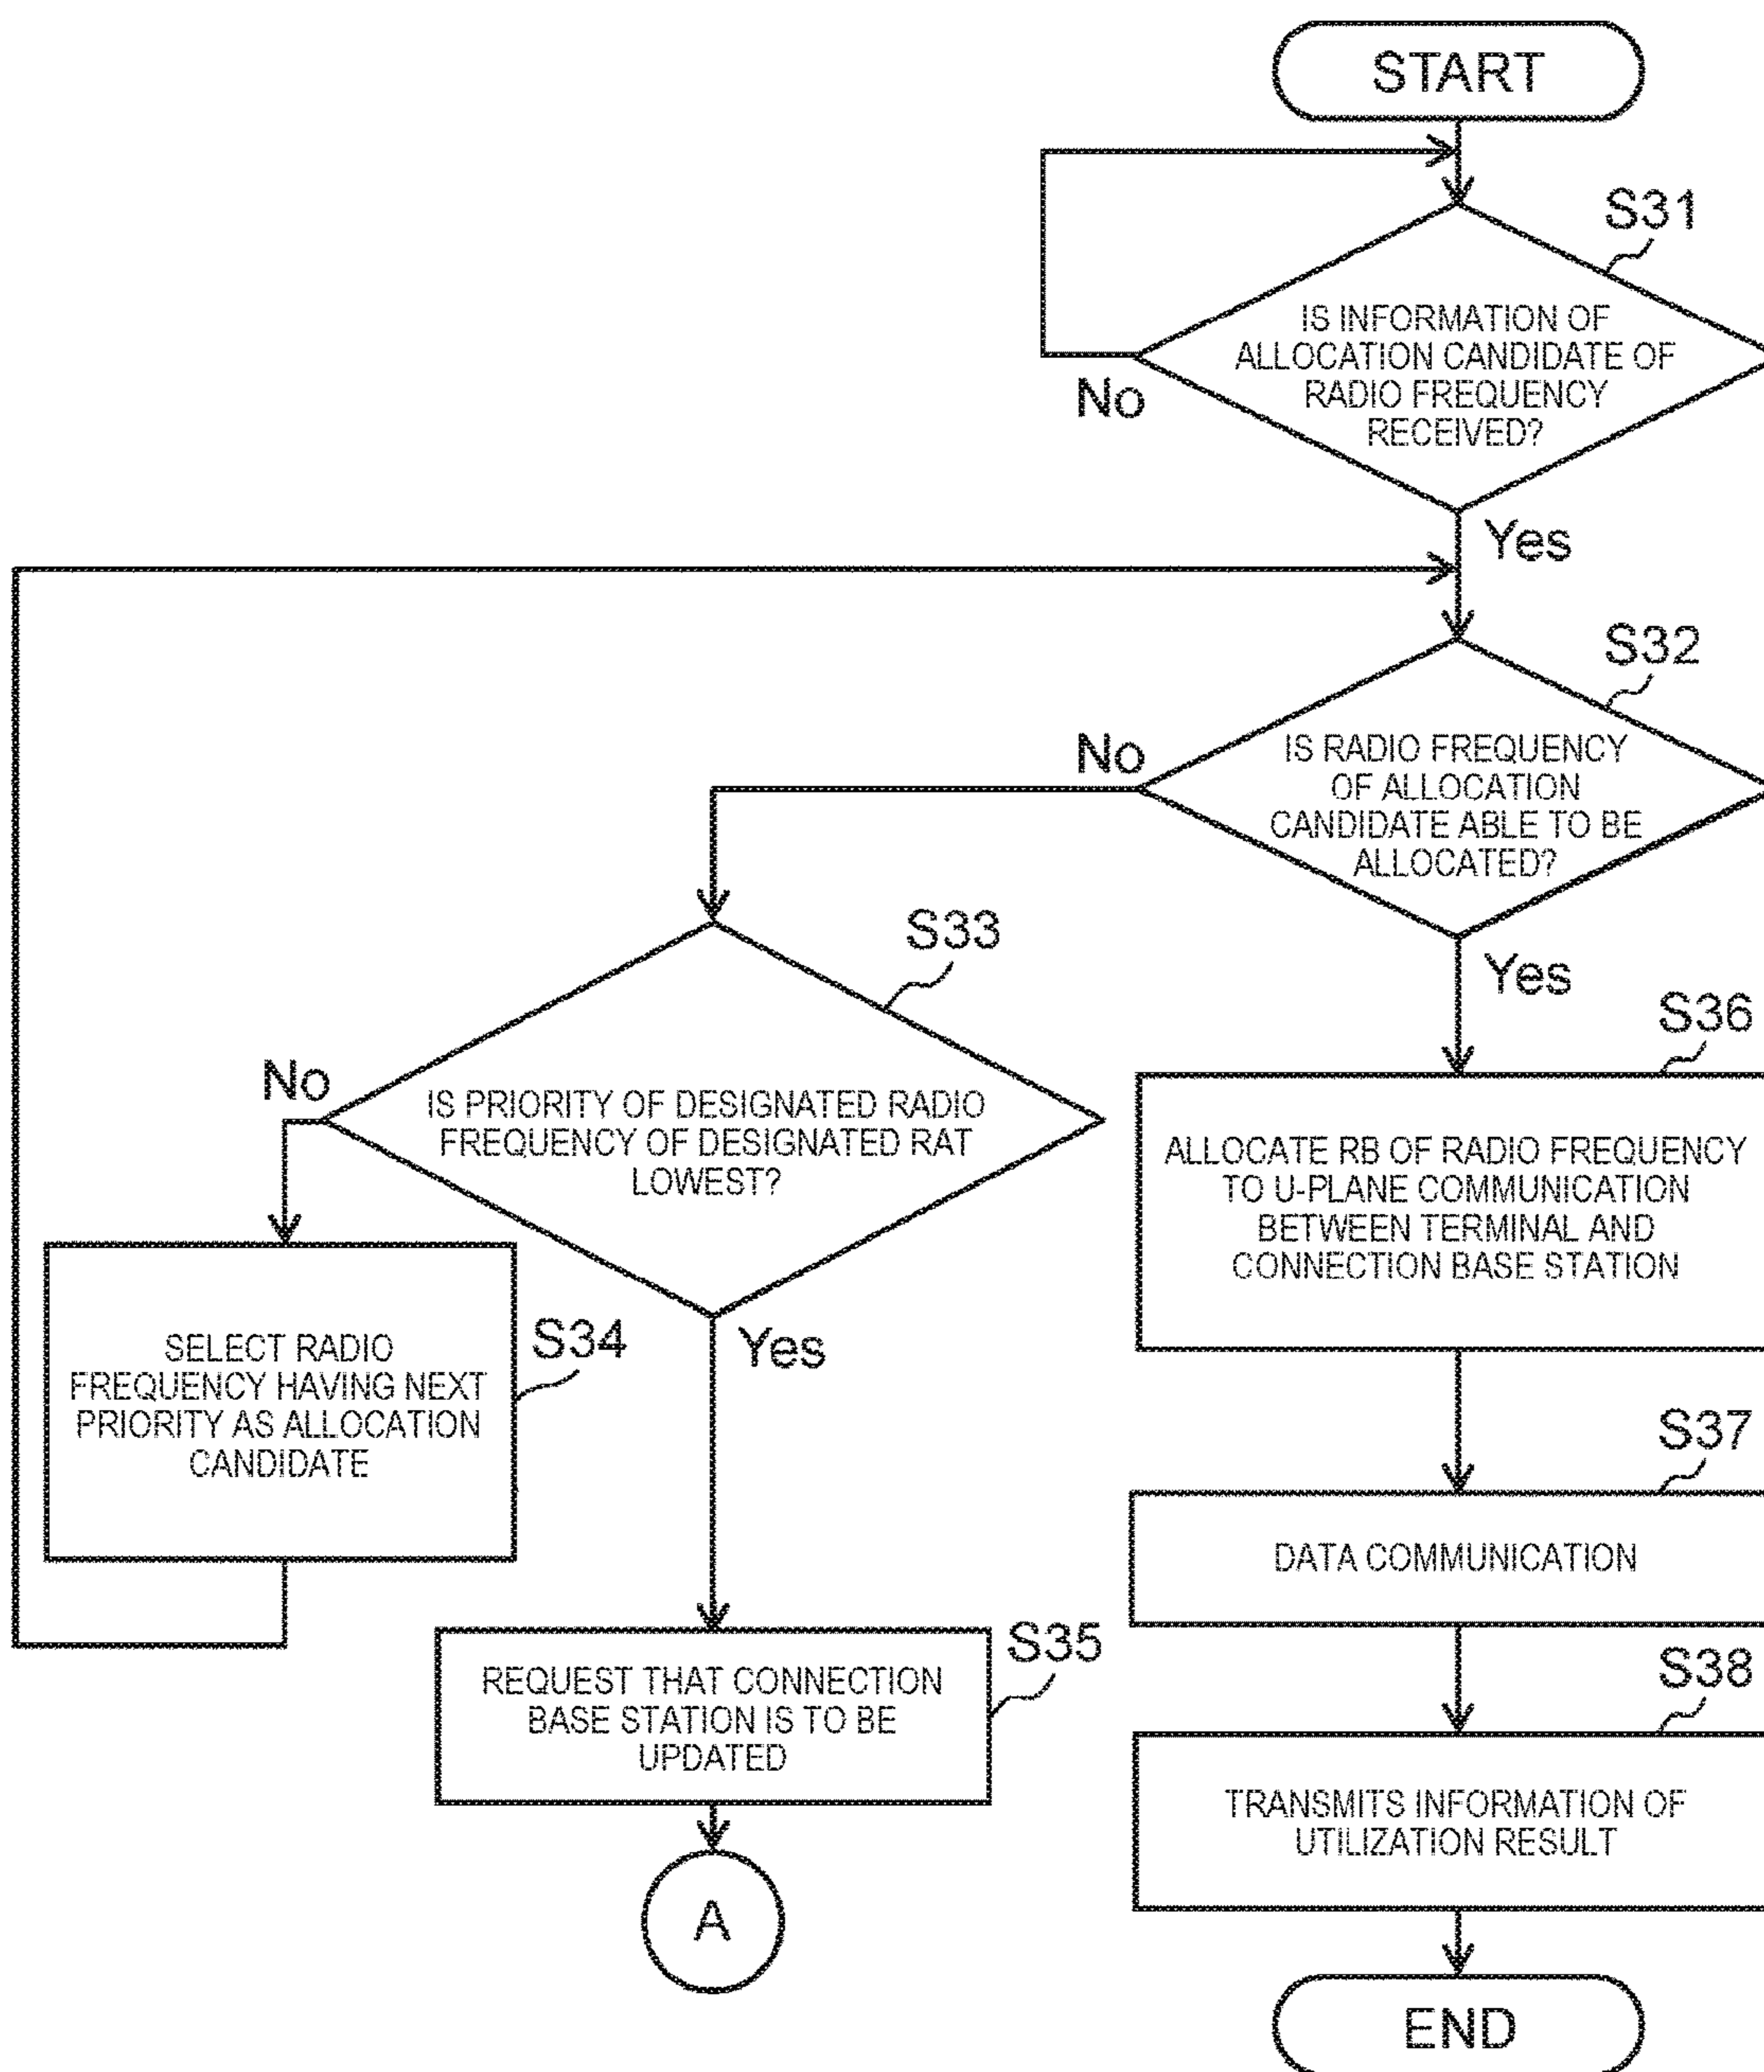 START
S31
IS INFORMATION OF
ALLOCATION CANDIDATE OF
RADIO FREQUENCY
RECEIVED?
No
Yes
S32
No
IS RADIO FREQUENCY
OF ALLOCATION
CANDIDATE ABLE TO BE
ALLOCATED?
Yes
S33
No
IS PRIORITY OF DESIGNATED RADIO
FREQUENCY OF DESIGNATED RAT
LOWEST?
Yes
S34
SELECT RADIO
FREQUENCY HAVING NEXT
PRIORITY AS ALLOCATION
CANDIDATE
S35
REQUEST THAT CONNECTION
BASE STATION IS TO BE
UPDATED
A
S36
ALLOCATE RB OF RADIO FREQUENCY
TO U-PLANE COMMUNICATION
BETWEEN TERMINAL AND
CONNECTION BASE STATION
S37
DATA COMMUNICATION
S38
TRANSMITS INFORMATION OF
UTILIZATION RESULT
END